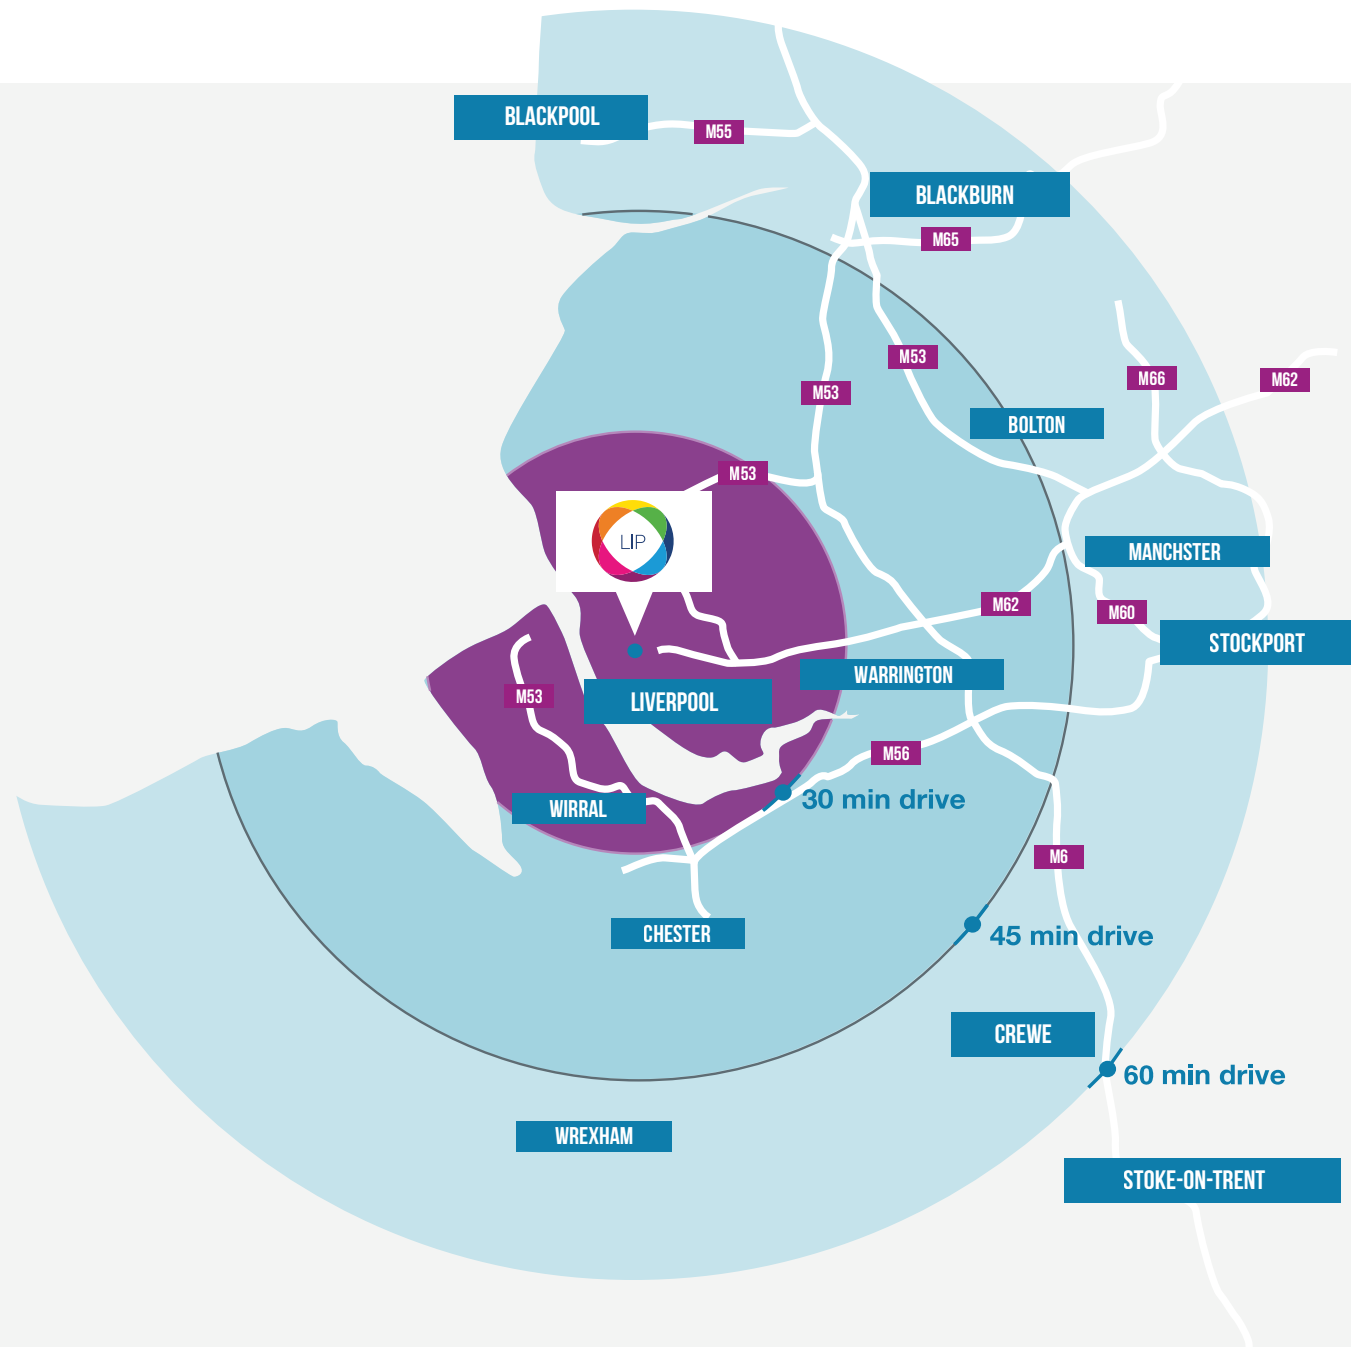 BLACKPOOL
M55
BLACKBURN
M65
M53
M53
M66
M62
BOLTON
M53
LIP
MANCHSTER
M62
M60
STOCKPORT
WARRINGTON
M53
LIVERPOOL
M56
30 min drive
WIRRAL
M6
CHESTER
45 min drive
CREWE
60 min drive
WREXHAM
STOKE-ON-TRENT